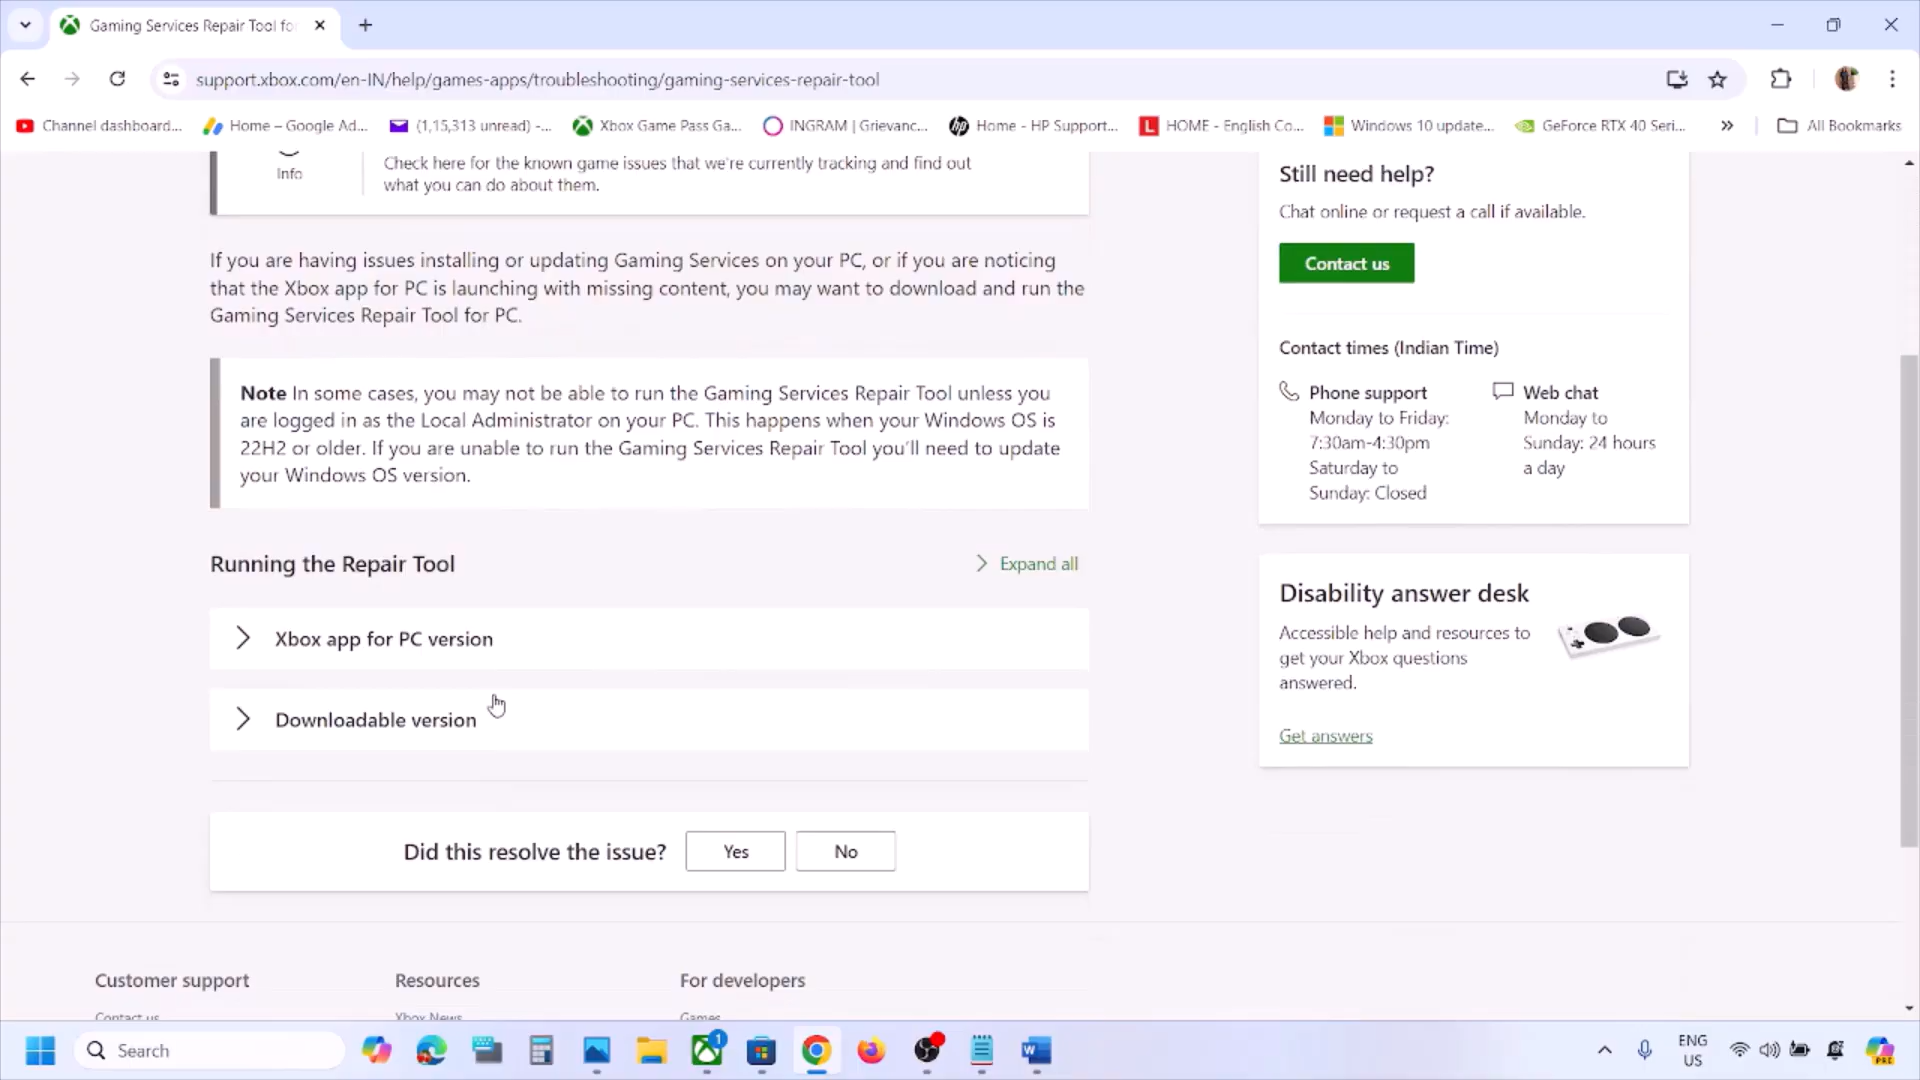 Gaming Services Repair Tool fo
support.xbox.com/en-IN/help/games-apps/troubleshooting/gaming-services-repair-tool
Channel dashboard...
Home – Google Ad...
(1,15,313 unread) -...
Xbox Game Pass Ga...
INGRAM | Grievanc...
Home - HP Support...
HOME - English Co...
Windows 10 update...
GeForce RTX 40 Seri...
All Bookmarks
Info
Check here for the known game issues that we're currently tracking and find out
what you can do about them.
If you are having issues installing or updating Gaming Services on your PC, or if you are noticing
that the Xbox app for PC is launching with missing content, you may want to download and run the
Gaming Services Repair Tool for PC.
Note In some cases, you may not be able to run the Gaming Services Repair Tool unless you
are logged in as the Local Administrator on your PC. This happens when your Windows OS is
22H2 or older. If you are unable to run the Gaming Services Repair Tool you'll need to update
your Windows OS version.
Running the Repair Tool
Expand all
Xbox app for PC version
Downloadable version
Did this resolve the issue?
Yes
No
Still need help?
Chat online or request a call if available.
Contact us
Contact times (Indian Time)
Phone support
Monday to Friday:
7:30am-4:30pm
Saturday to
Sunday: Closed
Web chat
Monday to
Sunday: 24 hours
a day
Disability answer desk
Accessible help and resources to
get your Xbox questions
answered.
Get answers
Customer support
Resources
For developers
Contact us
Xbox News
Games
Search
1
ENG
US
PRE